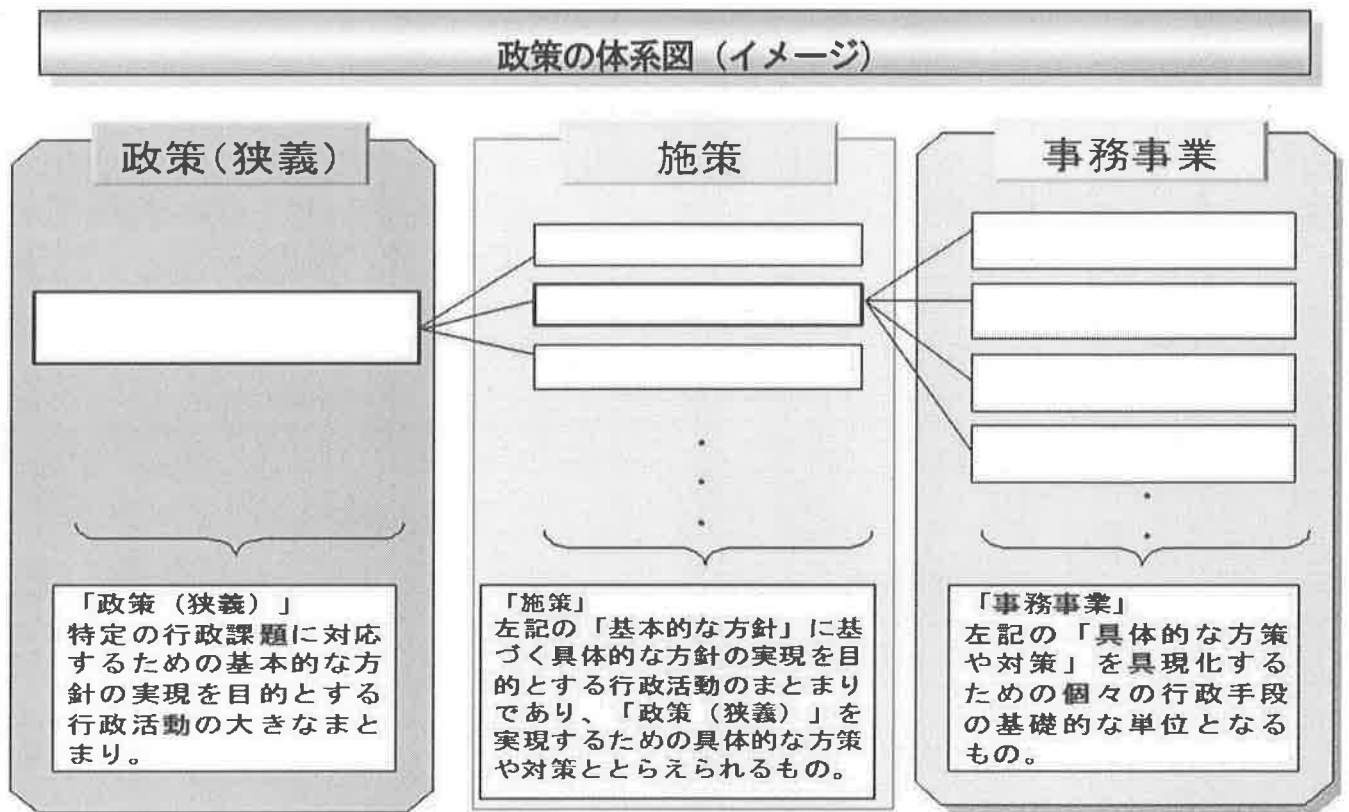 政策の体系図（イメージ）
政策(狭義)
施策
事務事業
「政策（狭義）」
特定の行政課題に対応
するための基本的な方
針の実現を目的とする
行政活動の大きなまと
まり。
「施策」
左記の「基本的な方針」に基
づく具体的な方針の実現を目
的とする行政活動のまとまり
であり、「政策（狭義）」を
実現するための具体的な方策
や対策ととらえられるもの。
「事務事業」
左記の「具体的な方策
や対策」を具現化する
ための個々の行政手段
の基礎的な単位となる
もの。